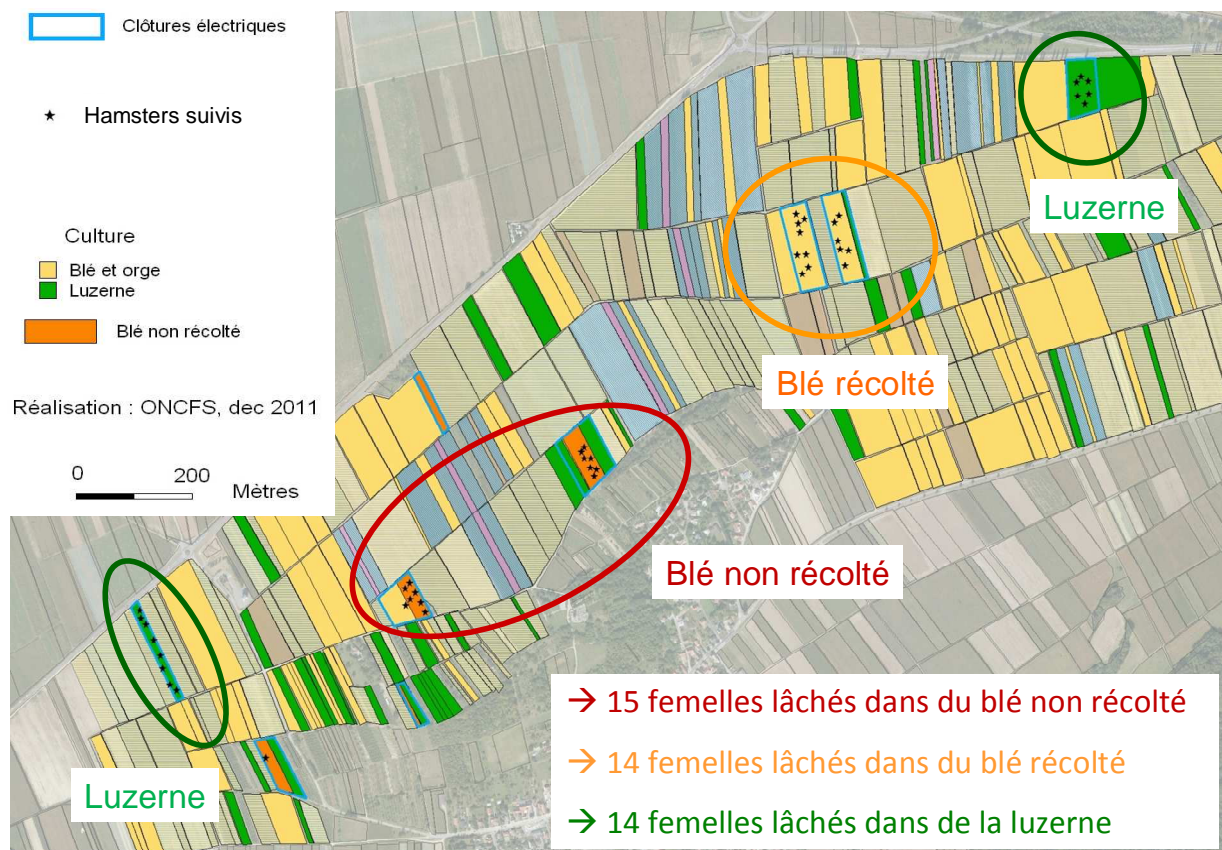 Clôtures électriques
Hamsters suivis
Culture
Blé et orge
Luzerne
Blé non récolté
Réalisation : ONCFS, dec 2011
0 200
Mètres
Luzerne
Blé récolté
Blé non récolté
Luzerne
→ 15 femelles lâchés dans du blé non récolté
→ 14 femelles lâchés dans du blé récolté
→ 14 femelles lâchés dans de la luzerne